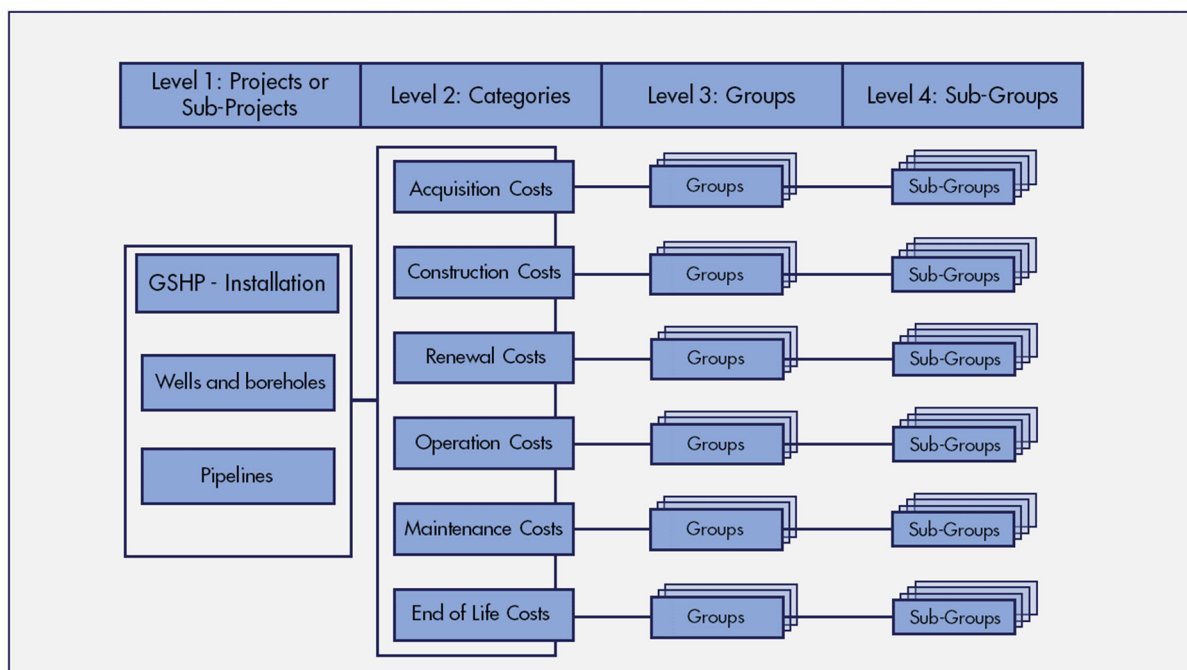 Level 1: Projects or
Sub-Projects
Level 2: Categories
Level 3: Groups
Level 4: Sub-Groups
GSHP - Installation
Wells and boreholes
Pipelines
Acquisition Costs
Groups
Sub-Groups
Construction Costs
Groups
Sub-Groups
Renewal Costs
Groups
Sub-Groups
Operation Costs
Groups
Sub-Groups
Maintenance Costs
Groups
Sub-Groups
End of Life Costs
Groups
Sub-Groups